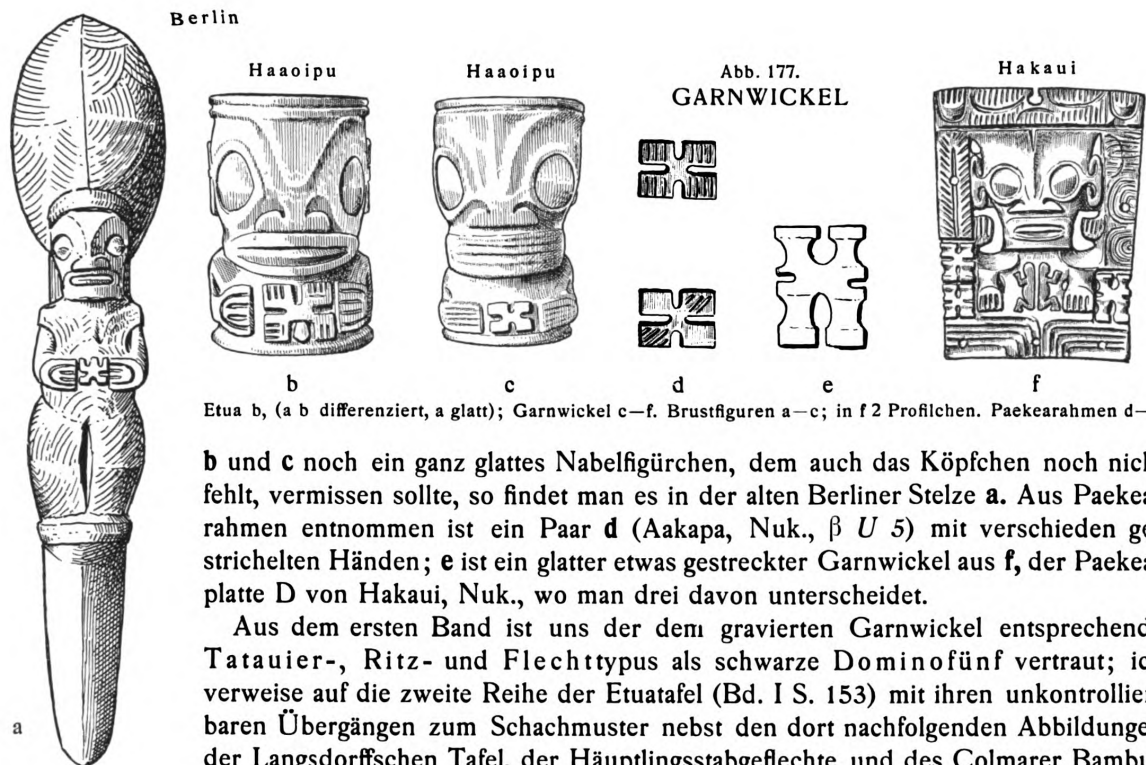 Berlin
Haaoipu
Haaoipu
Abb. 177.
GARNWICKEL
Hakaui
b
c
d
e
f
Etua b, (a b differenziert, a glatt); Garnwickel c—f. Brustfiguren a—c; in f 2 Profilchen. Paekearahmen d—
b und c noch ein ganz glattes Nabelfigürchen, dem auch das Köpfchen noch nich
fehlt, vermissen sollte, so findet man es in der alten Berliner Stelze a. Aus Paekea
rahmen entnommen ist ein Paar d (Aakapa, Nuk., β U 5) mit verschieden ge
strichelten Händen; e ist ein glatter etwas gestreckter Garnwickel aus f, der Paekea
platte D von Hakaui, Nuk., wo man drei davon unterscheidet.
Aus dem ersten Band ist uns der dem gravierten Garnwickel entsprechend
Tatauier-, Ritz- und Flechttypus als schwarze Dominofünf vertraut; ic
verweise auf die zweite Reihe der Etuatafel (Bd. I S. 153) mit ihren unkontrollier
baren Übergängen zum Schachmuster nebst den dort nachfolgenden Abbildunge
der Langsdorffschen Tafel, der Häuptlingsstabgeflechte und des Colmarer Bambu
a